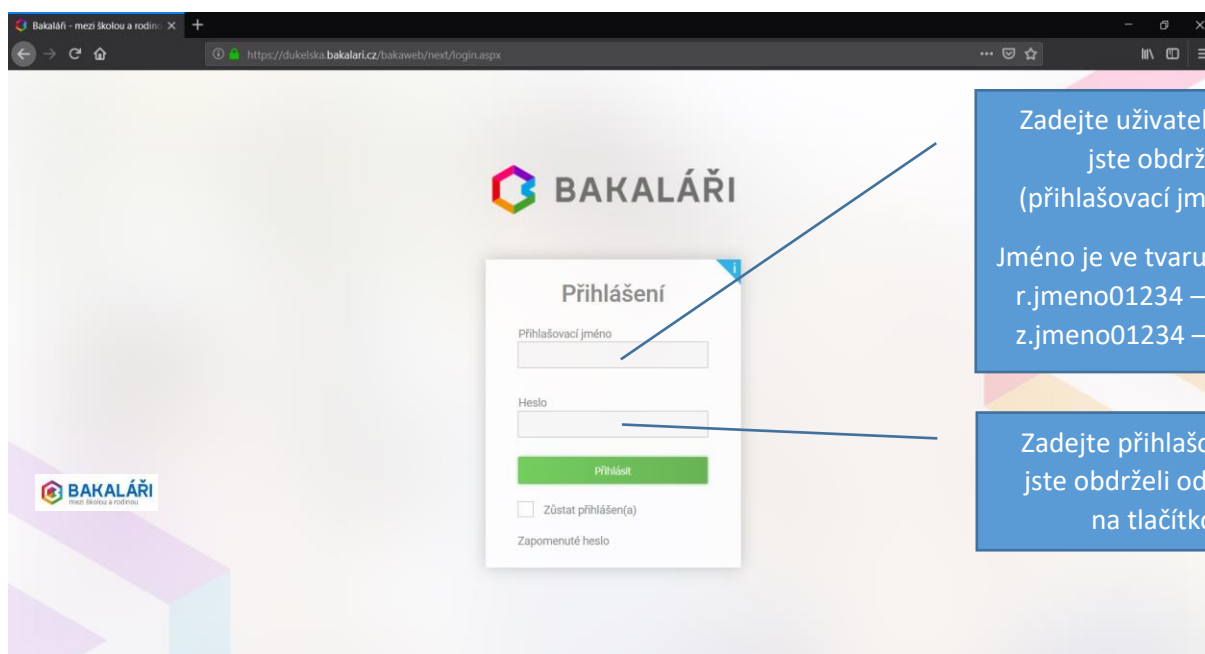 Bakaláři - mezi školou a rodino
https://dukelska.bakalari.cz/bakaweb/next/login.aspx
BAKALÁŘI
Přihlášení
Přihlašovací jméno
Heslo
Přihlásit
Zůstat přihlášen(a)
Zapomenuté heslo
BAKALÁŘI
mezi školou a rodinou
Zadejte uživatel
jste obdrž
(přihlašovací jm
Jméno je ve tvaru
r.jmeno01234 –
z.jmeno01234 –
Zadejte přihlašo
jste obdrželi od
na tlačítko